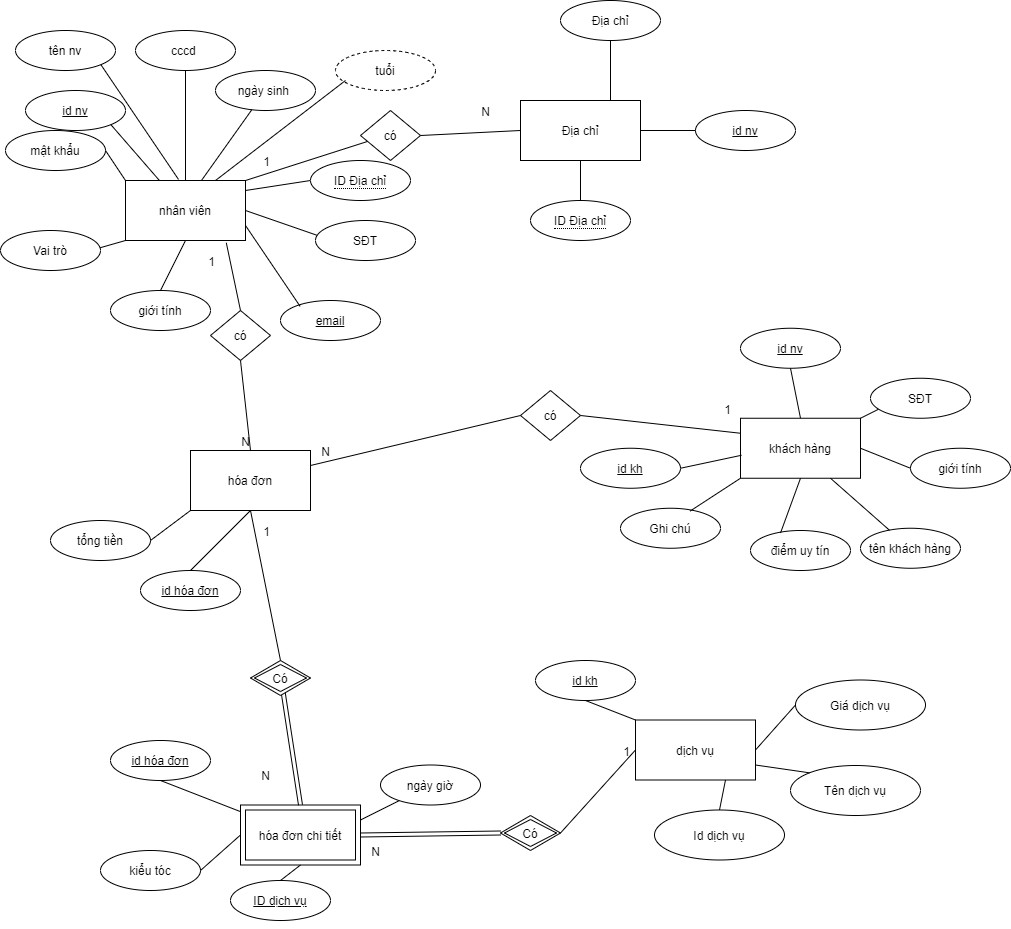 Địa chỉ
tên nv
cccd
tuổi
ngày sinh
id nv
N
có
Địa chỉ
id nv
mật khẩu
1
ID Địa chỉ
nhân viên
ID Địa chỉ
SĐT
Vai trò
1
giới tính
email
có
id nv
SĐT
1
có
N
N
khách hàng
id kh
giới tính
hóa đơn
Ghi chú
điểm uy tín
tên khách hàng
tổng tiền
1
id hóa đơn
Có
id kh
Giá dịch vụ
1
dịch vụ
id hóa đơn
N
ngày giờ
Tên dịch vụ
hóa đơn chi tiết
Có
Id dịch vụ
N
kiểu tóc
ID dịch vụ